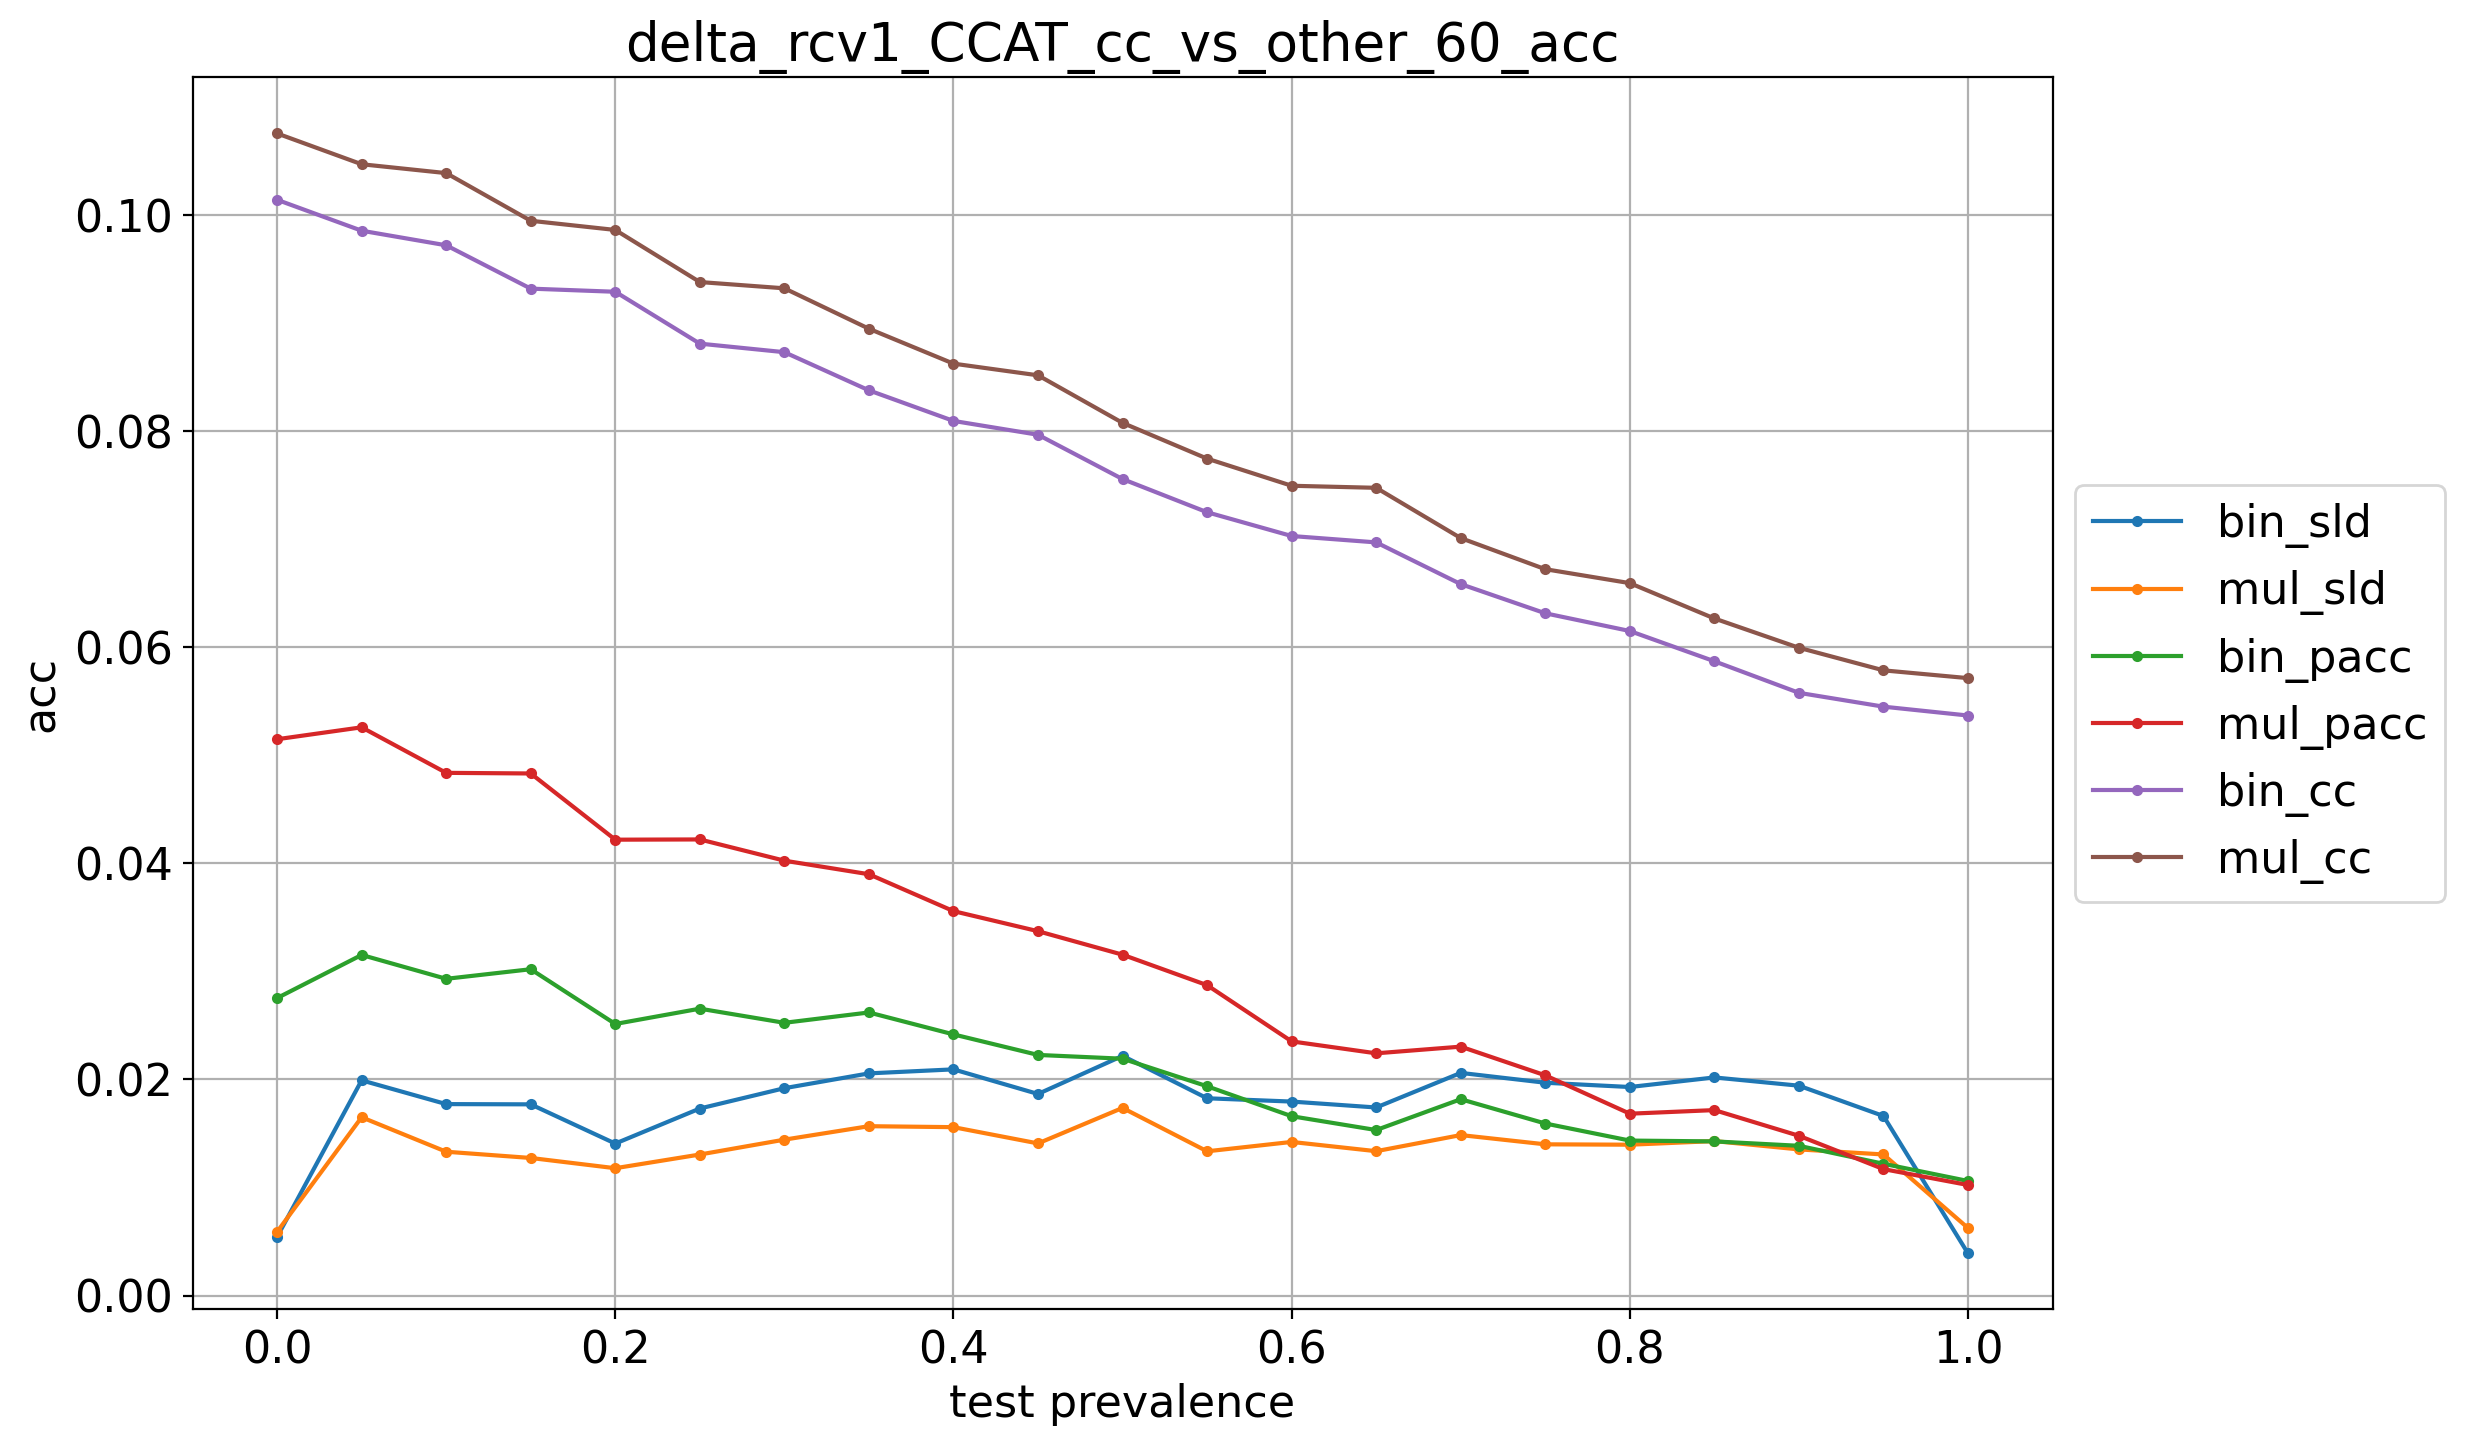 delta_rcv1_CCAT_cc_vs_other_60_acc
acc
0.10
0.08
0.06
0.04
0.02
0.00
0.0 0.2 0.4 0.6 0.8 1.0
test prevalence
bin_sld
mul_sld
bin_pacc
mul_pacc
bin_cc
mul_cc